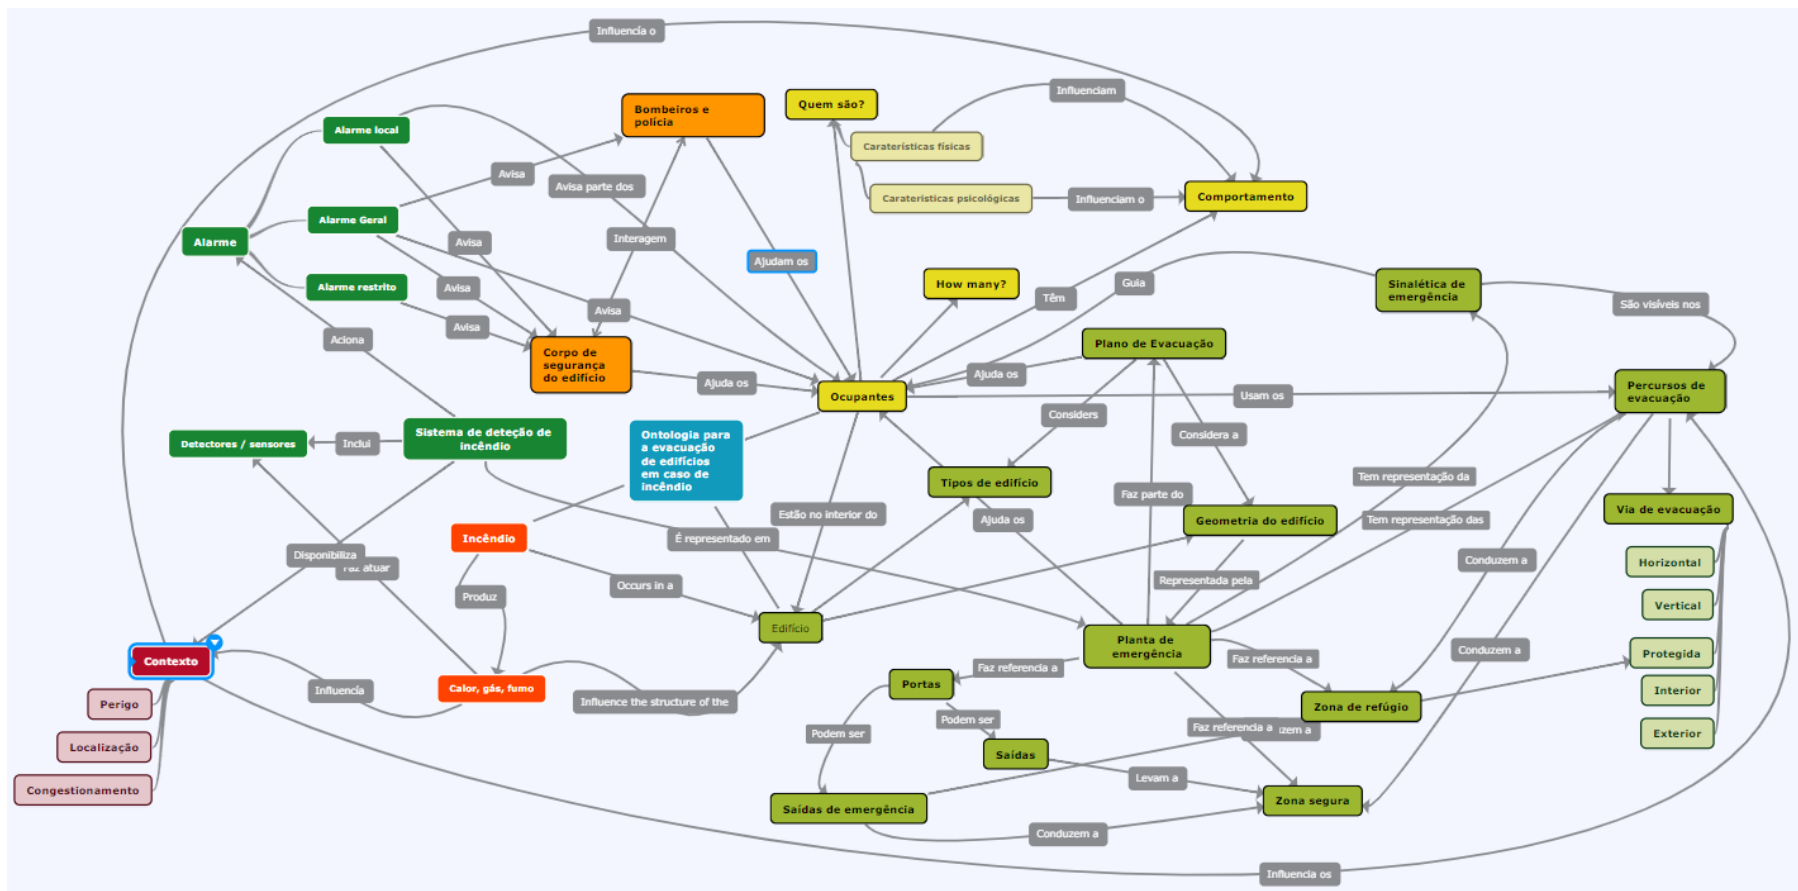 Influencía o
Bombeiros e
polícia
Quem são?
Influenciam
Alarme local
Caraterísticas físicas
Avisa
Avisa parte dos
Carateristicas psicológicas
Influenciam o
Comportamento
Alarme Geral
Alarme
Avisa
Interagem
Ajudam os
How many?
Guia
Têm
Sinalética de
emergência
São visíveis nos
Alarme restrito
Avisa
Avisa
Avisa
Aciona
Plano de Evacuação
Corpo de
segurança
do edifício
Ajuda os
Ajuda os
Ocupantes
Usam os
Percursos de
evacuação
Considers
Considera a
Detectores / sensores
Inclui
Sistema de deteção de
incêndio
Ontologia para
a evacuação
de edifícios
em caso de
incêndio
Tipos de edifício
Tem representação da
Faz parte do
Estão no interior do
Ajuda os
Geometria do edifício
Tem representação das
Via de evacuação
Incêndio
É representado em
Disponibiliza
Faz atuar
Occurs in a
Representada pela
Conduzem a
Horizontal
Produz
Vertical
Edifício
Planta de
emergência
Conduzem a
Protegida
Contexto
Faz referencia a
Faz referencia a
Influencía
Calor, gás, fumo
Portas
Interior
Perigo
Influence the structure of the
Zona de refúgio
Podem ser
Podem ser
Faz referencia a
Exterior
Localização
Saídas
Levam a
Congestionamento
Saídas de emergência
Zona segura
Conduzem a
Influencia os